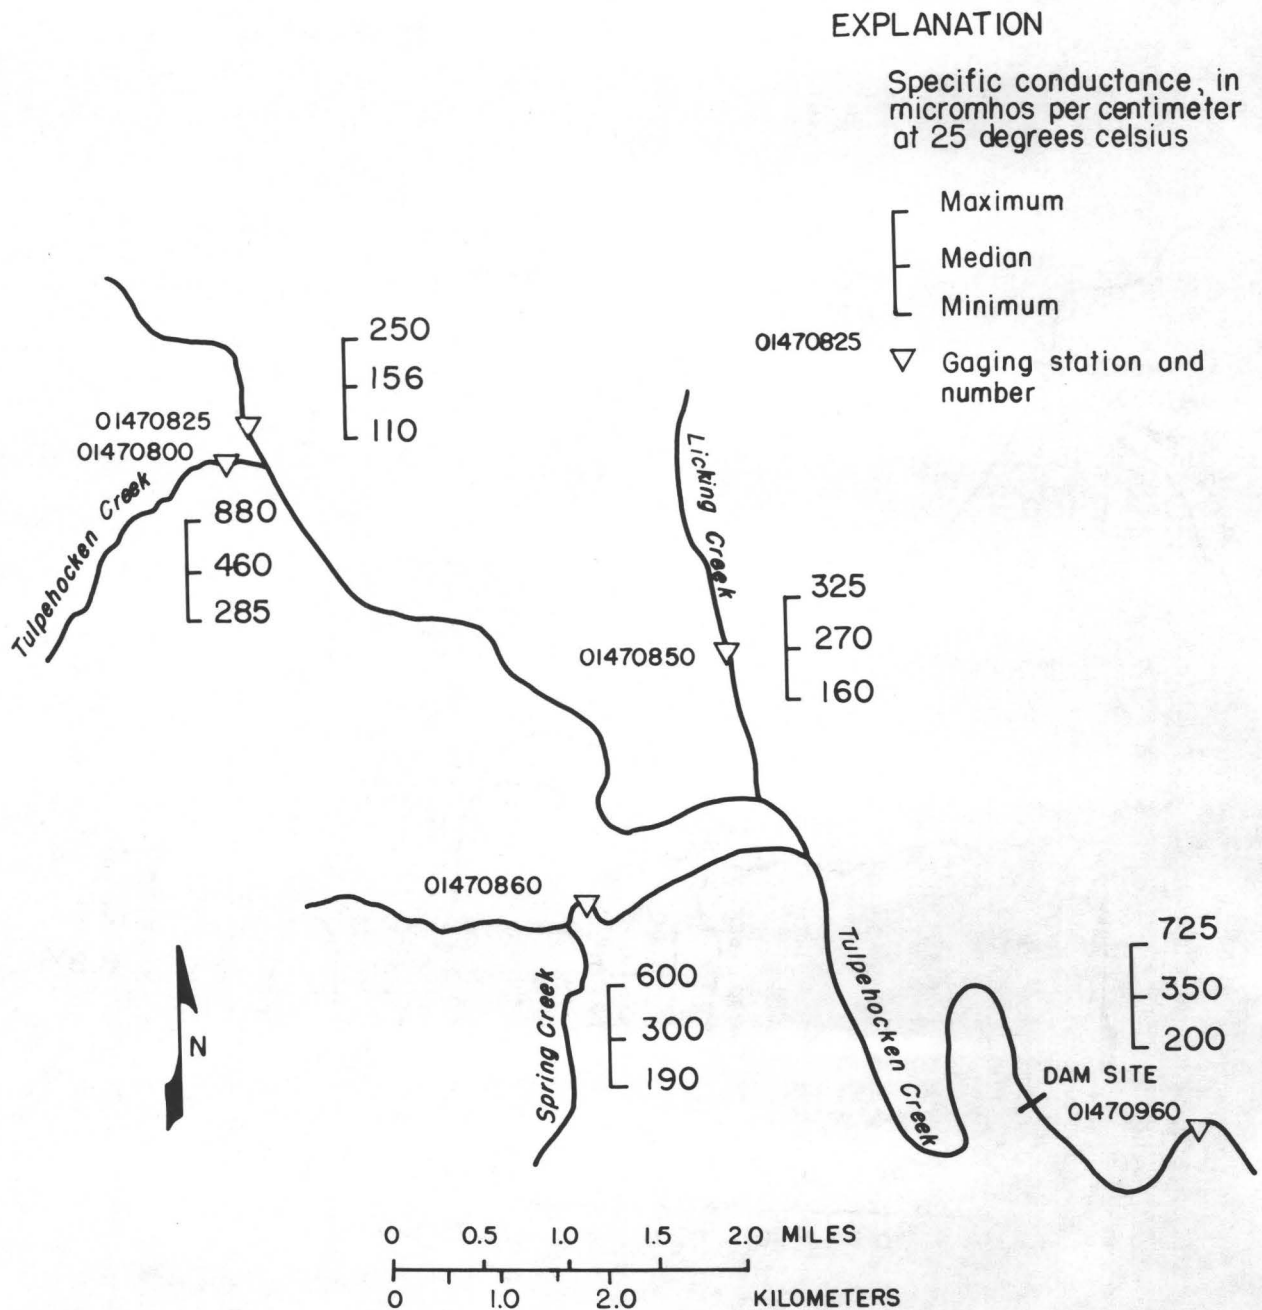 EXPLANATION
Specific conductance, in
micromhos per centimeter
at 25 degrees celsius
Maximum
Median
Minimum
01470825
Gaging station and
number
250
156
110
01470825
01470800
Tulpehocken Creek
880
460
285
Licking Creek
325
270
160
01470850
01470860
Spring Creek
600
300
190
Tulpehocken Creek
725
350
200
DAM SITE
01470960
N
0 0.5 1.0 1.5 2.0 MILES
0 1.0 2.0 KILOMETERS